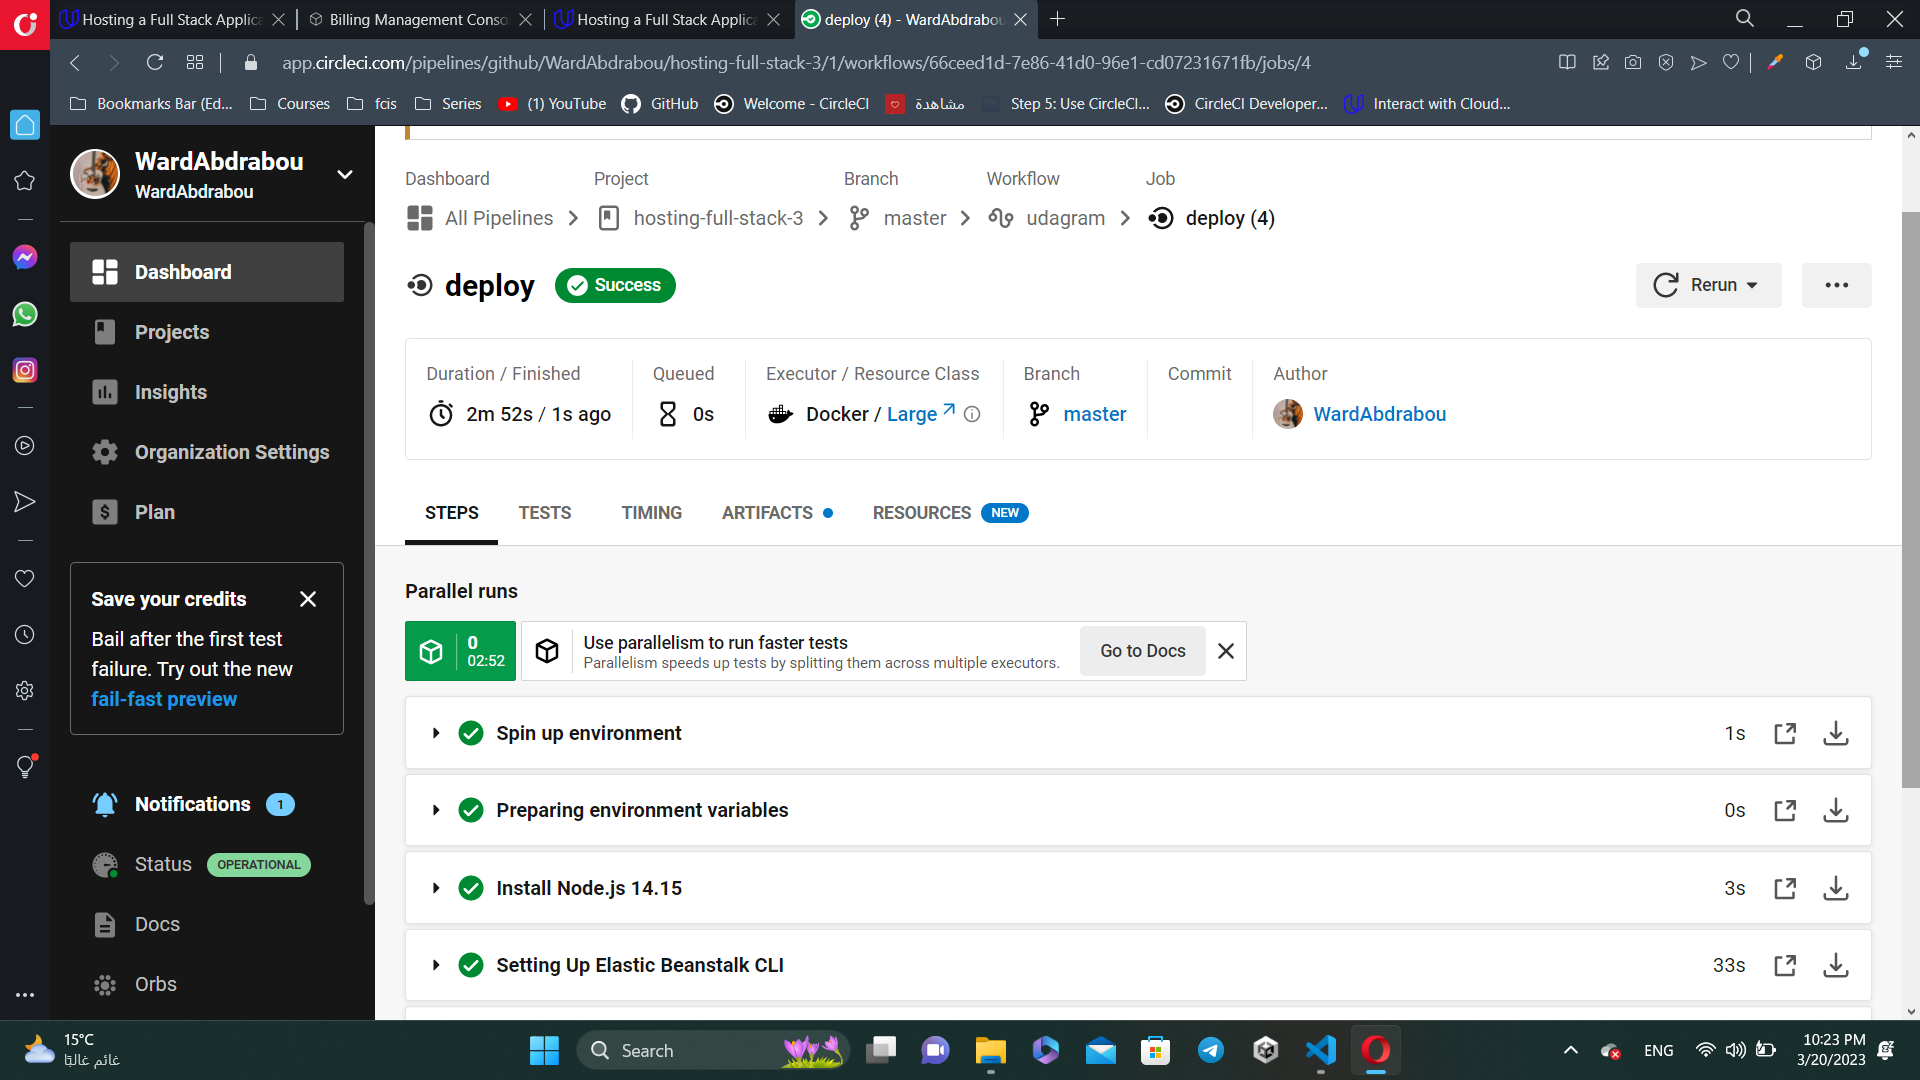 Hosting a Full Stack Applica
Billing Management Conso
Hosting a Full Stack Applica
deploy (4) - WardAbdrabou
app.circleci.com/pipelines/github/WardAbdrabou/hosting-full-stack-3/1/workflows/66ceed1d-7e86-41d0-96e1-cd07231671fb/jobs/4
Bookmarks Bar (Ed...
Courses
fcis
Series
(1) YouTube
GitHub
Welcome - CircleCI
مشاهدة
Step 5: Use CircleCI...
CircleCI Developer...
Interact with Cloud...
WardAbdrabou
WardAbdrabou
Dashboard
Projects
Insights
Organization Settings
Plan
Save your credits
Bail after the first test
failure. Try out the new
fail-fast preview
Notifications 1
Status OPERATIONAL
Docs
Orbs
Dashboard Project Branch Workflow Job
All Pipelines hosting-full-stack-3 master udagram deploy (4)
deploy Success
Rerun
Duration / Finished Queued Executor / Resource Class Branch Commit Author
2m 52s / 1s ago 0s Docker / Large master WardAbdrabou
STEPS TESTS TIMING ARTIFACTS RESOURCES NEW
Parallel runs
0
02:52
Use parallelism to run faster tests
Parallelism speeds up tests by splitting them across multiple executors.
Go to Docs
Spin up environment 1s
Preparing environment variables 0s
Install Node.js 14.15 3s
Setting Up Elastic Beanstalk CLI 33s
15°C
غائم غالبًا
Search
ENG
10:23 PM
3/20/2023